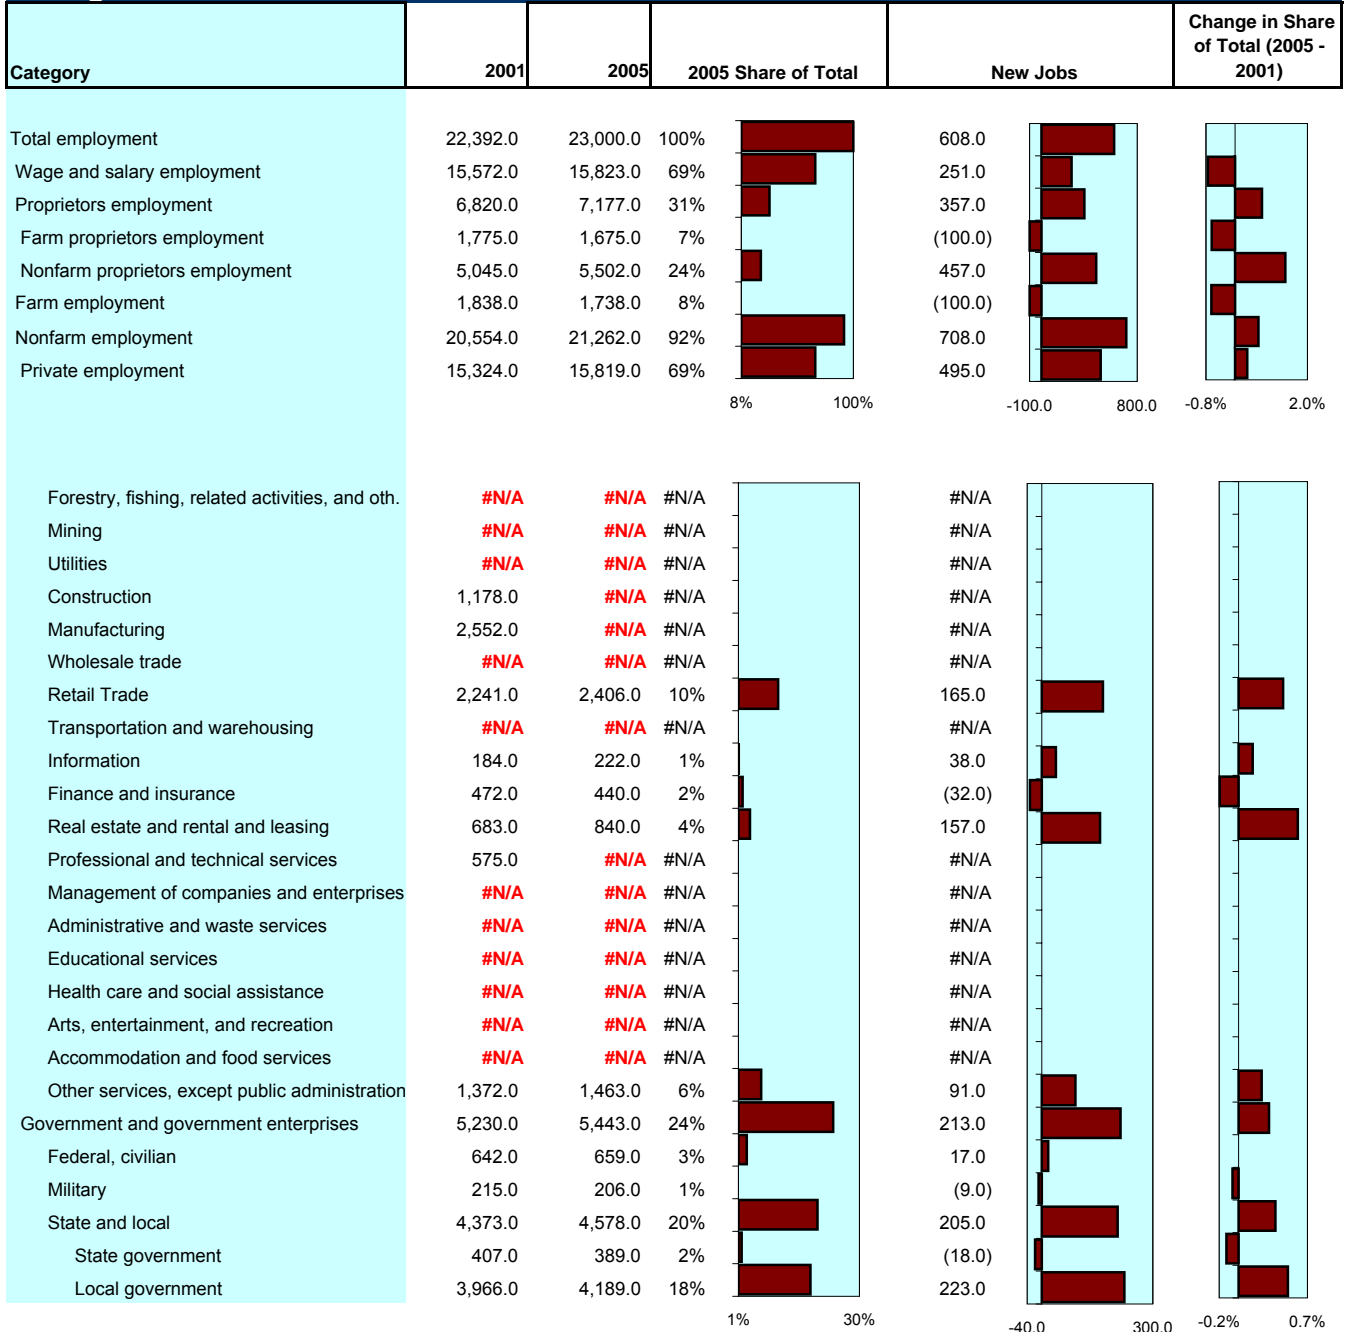 Category 2001 2005 2005 Share of Total New Jobs Change in Share
of Total (2005 -
2001)
Total employment 22,392.0 23,000.0 100% 608.0
Wage and salary employment 15,572.0 15,823.0 69% 251.0
Proprietors employment 6,820.0 7,177.0 31% 357.0
Farm proprietors employment 1,775.0 1,675.0 7% (100.0)
Nonfarm proprietors employment 5,045.0 5,502.0 24% 457.0
Farm employment 1,838.0 1,738.0 8% (100.0)
Nonfarm employment 20,554.0 21,262.0 92% 708.0
Private employment 15,324.0 15,819.0 69% 495.0
8% 100% -100.0 800.0 -0.8% 2.0%
Forestry, fishing, related activities, and oth. #N/A #N/A #N/A #N/A
Mining #N/A #N/A #N/A #N/A
Utilities #N/A #N/A #N/A #N/A
Construction 1,178.0 #N/A #N/A #N/A
Manufacturing 2,552.0 #N/A #N/A #N/A
Wholesale trade #N/A #N/A #N/A #N/A
Retail Trade 2,241.0 2,406.0 10% 165.0
Transportation and warehousing #N/A #N/A #N/A #N/A
Information 184.0 222.0 1% 38.0
Finance and insurance 472.0 440.0 2% (32.0)
Real estate and rental and leasing 683.0 840.0 4% 157.0
Professional and technical services 575.0 #N/A #N/A #N/A
Management of companies and enterprises #N/A #N/A #N/A #N/A
Administrative and waste services #N/A #N/A #N/A #N/A
Educational services #N/A #N/A #N/A #N/A
Health care and social assistance #N/A #N/A #N/A #N/A
Arts, entertainment, and recreation #N/A #N/A #N/A #N/A
Accommodation and food services #N/A #N/A #N/A #N/A
Other services, except public administration 1,372.0 1,463.0 6% 91.0
Government and government enterprises 5,230.0 5,443.0 24% 213.0
Federal, civilian 642.0 659.0 3% 17.0
Military 215.0 206.0 1% (9.0)
State and local 4,373.0 4,578.0 20% 205.0
State government 407.0 389.0 2% (18.0)
Local government 3,966.0 4,189.0 18% 223.0
1% 30% -40.0 300.0 -0.2% 0.7%